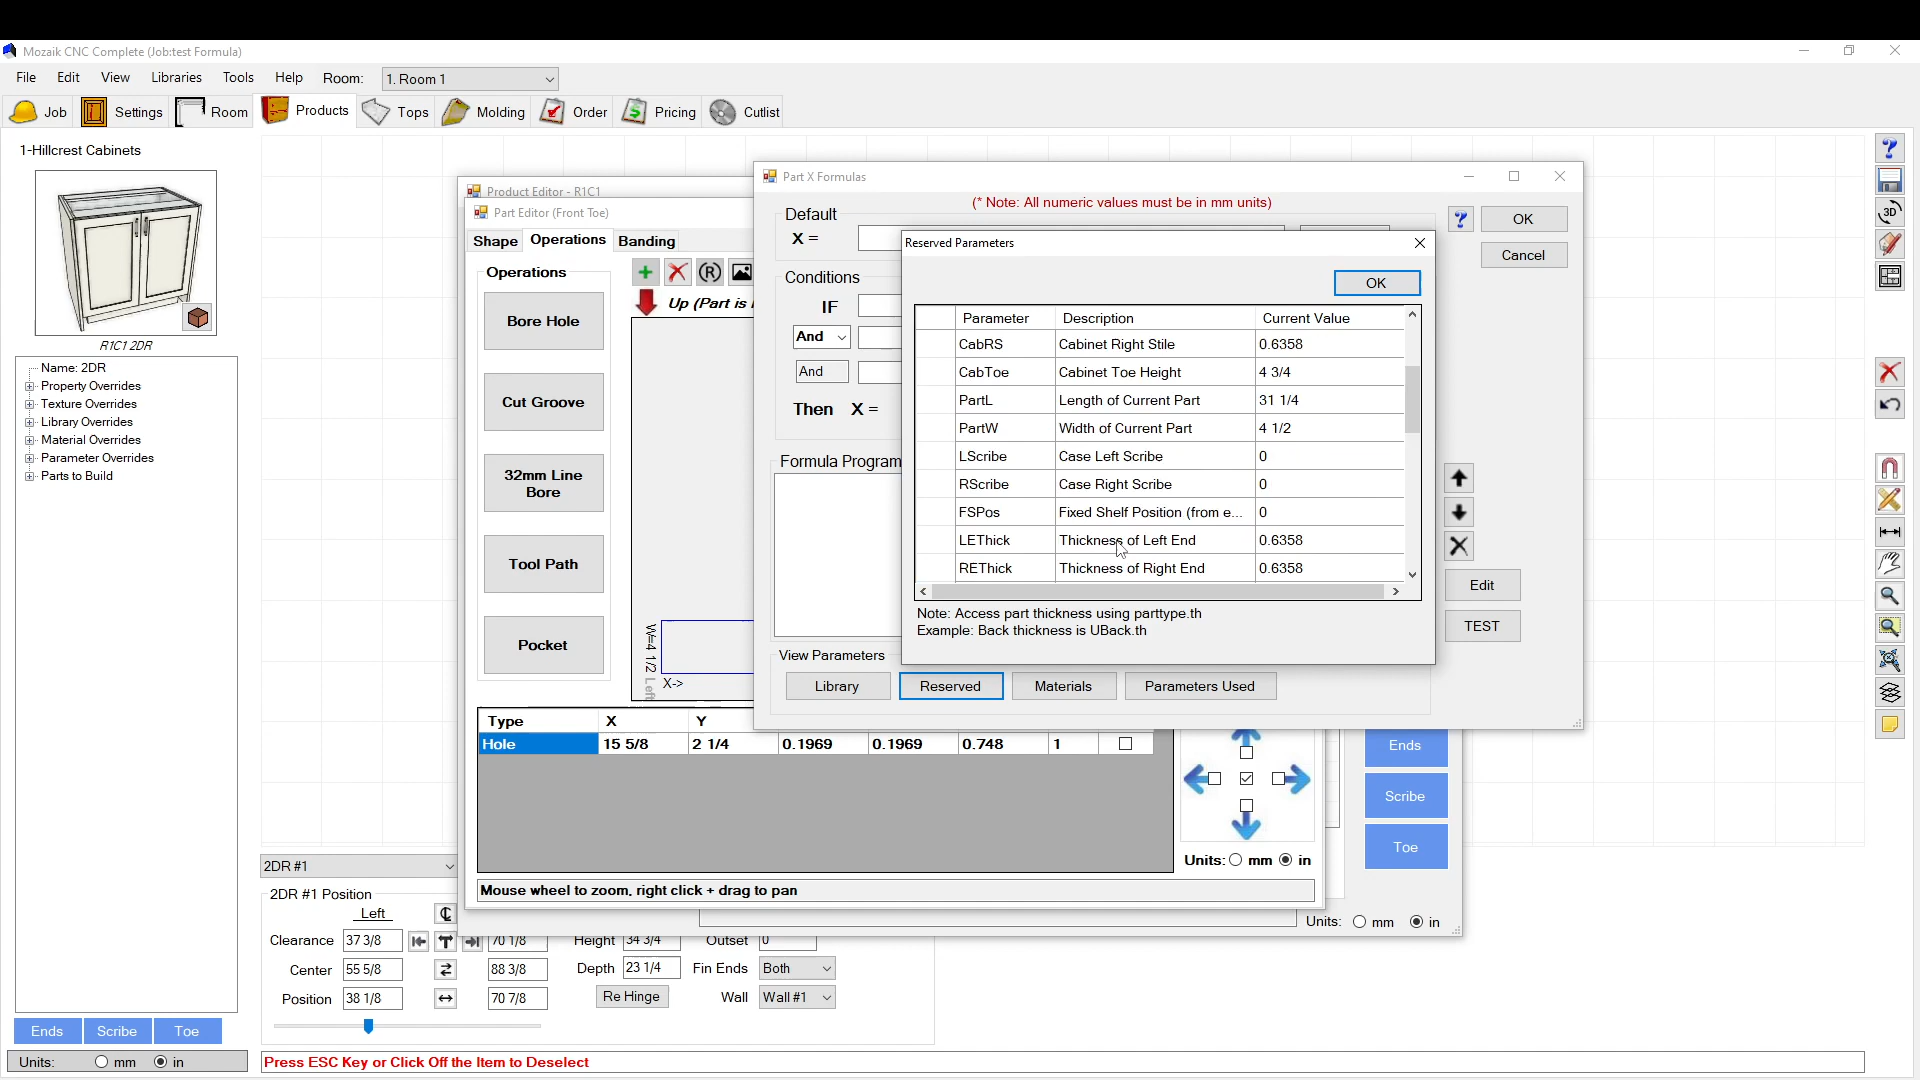 Mozaik CNC Complete (Job:test Formula)
File Edit View Libraries Tools Help Room: 1. Room 1
Job Settings Room Products Tops Molding Order Pricing Cutlist
1-Hillcrest Cabinets
R1C1 2DR
Name: 2DR
Property Overrides
Texture Overrides
Library Overrides
Material Overrides
Parameter Overrides
Parts to Build
Ends Scribe Toe
Units: mm in
Product Editor - R1C1
Part Editor (Front Toe)
Shape Operations Banding
Operations
Bore Hole
Cut Groove
32mm Line
Bore
Tool Path
Pocket
Up (Part is
W=4 1/2 Left
X->
Type X Y
Hole 15 5/8 2 1/4 0.1969 0.1969 0.748 1
Mouse wheel to zoom, right click + drag to pan
Units: mm in
Ends
Scribe
Toe
Units: mm in
Part X Formulas
(* Note: All numeric values must be in mm units)
Default
X =
Conditions
IF
And
And
Then X =
Formula Program
OK
Cancel
Edit
TEST
View Parameters
Library Reserved Materials Parameters Used
Reserved Parameters
OK
Parameter Description Current Value
CabRS Cabinet Right Stile 0.6358
CabToe Cabinet Toe Height 4 3/4
PartL Length of Current Part 31 1/4
PartW Width of Current Part 4 1/2
LScribe Case Left Scribe 0
RScribe Case Right Scribe 0
FSPos Fixed Shelf Position (from e... 0
LEThick Thickness of Left End 0.6358
REThick Thickness of Right End 0.6358
Note: Access part thickness using parttype.th
Example: Back thickness is UBack.th
2DR #1
2DR #1 Position
Left
Clearance 37 3/8 70 1/8 Height 34 3/4 Outset 0
Center 55 5/8 88 3/8 Depth 23 1/4 Fin Ends Both
Position 38 1/8 70 7/8 Re Hinge Wall Wall #1
Press ESC Key or Click Off the Item to Deselect
3D